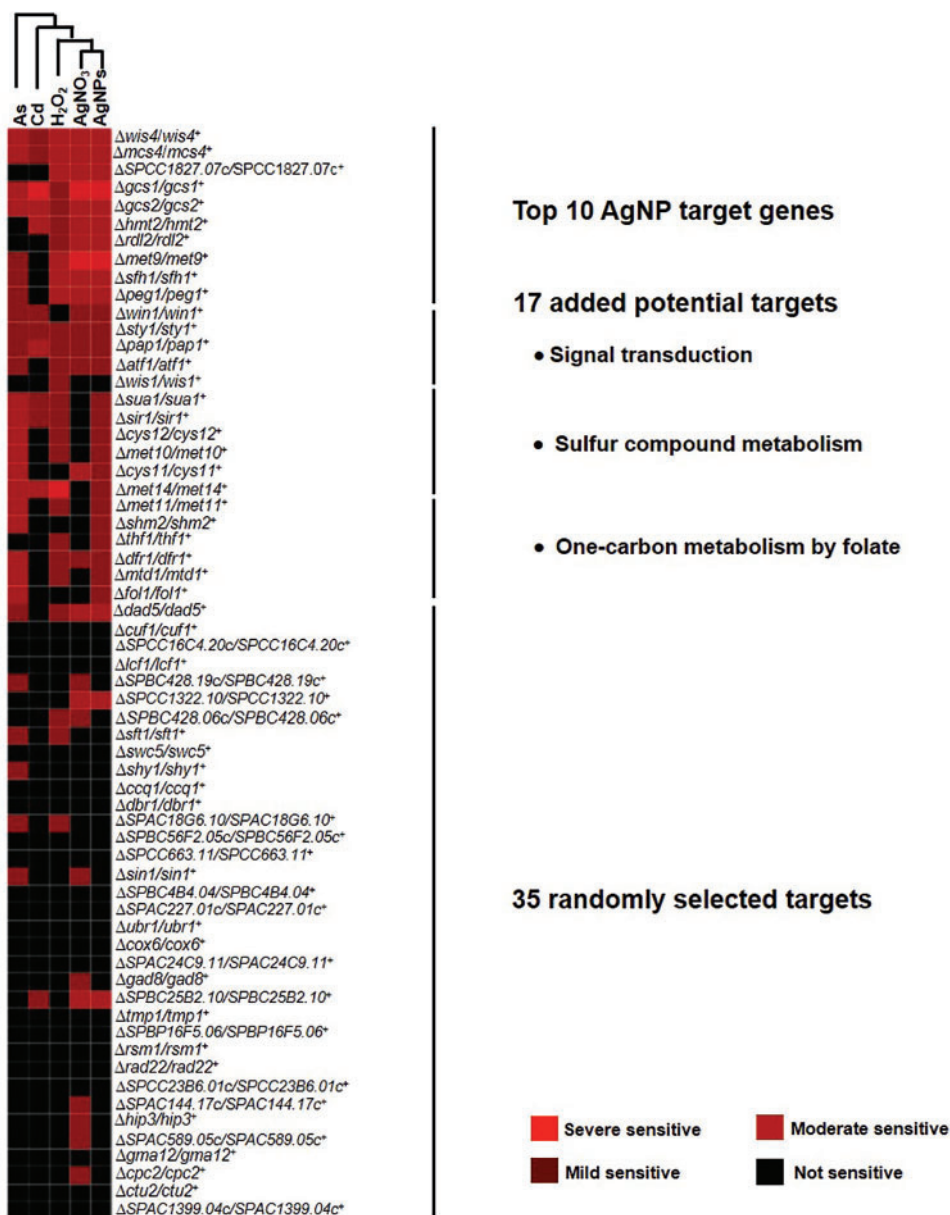 As
Cd
H₂O₂
AgNO₃
AgNPs
Δwis4/wis4⁺
Δmcs4/mcs4⁺
ΔSPCC1827.07c/SPCC1827.07c⁺
Δgcs1/gcs1⁺
Δgcs2/gcs2⁺
Δhmt2/hmt2⁺
Δrdl2/rdl2⁺
Δmet9/met9⁺
Δsfh1/sfh1⁺
Δpeg1/peg1⁺
Δwin1/win1⁺
Δsty1/sty1⁺
Δpap1/pap1⁺
Δatf1/atf1⁺
Δwis1/wis1⁺
Δsua1/sua1⁺
Δsir1/sir1⁺
Δcys12/cys12⁺
Δmet10/met10⁺
Δcys11/cys11⁺
Δmet14/met14⁺
Δmet11/met11⁺
Δshm2/shm2⁺
Δthf1/thf1⁺
Δdfr1/dfr1⁺
Δmtd1/mtd1⁺
Δfol1/fol1⁺
Δdad5/dad5⁺
Δcuf1/cuf1⁺
ΔSPCC16C4.20c/SPCC16C4.20c⁺
Δlcf1/lcf1⁺
ΔSPBC428.19c/SPBC428.19c⁺
ΔSPCC1322.10/SPCC1322.10⁺
ΔSPBC428.06c/SPBC428.06c⁺
Δsft1/sft1⁺
Δswc5/swc5⁺
Δshy1/shy1⁺
Δccq1/ccq1⁺
Δdbr1/dbr1⁺
ΔSPAC18G6.10/SPAC18G6.10⁺
ΔSPBC56F2.05c/SPBC56F2.05c⁺
ΔSPCC663.11/SPCC663.11⁺
Δsin1/sin1⁺
ΔSPBC4B4.04/SPBC4B4.04⁺
ΔSPAC227.01c/SPAC227.01c⁺
Δubr1/ubr1⁺
Δcox6/cox6⁺
ΔSPAC24C9.11/SPAC24C9.11⁺
Δgad8/gad8⁺
ΔSPBC25B2.10/SPBC25B2.10⁺
Δtmp1/tmp1⁺
ΔSPBP16F5.06/SPBP16F5.06⁺
Δrsm1/rsm1⁺
Δrad22/rad22⁺
ΔSPCC23B6.01c/SPCC23B6.01c⁺
ΔSPAC144.17c/SPAC144.17c⁺
Δhip3/hip3⁺
ΔSPAC589.05c/SPAC589.05c⁺
Δgma12/gma12⁺
Δcpc2/cpc2⁺
Δctu2/ctu2⁺
ΔSPAC1399.04c/SPAC1399.04c⁺
Top 10 AgNP target genes
17 added potential targets
● Signal transduction
● Sulfur compound metabolism
● One-carbon metabolism by folate
35 randomly selected targets
Severe sensitive
Moderate sensitive
Mild sensitive
Not sensitive